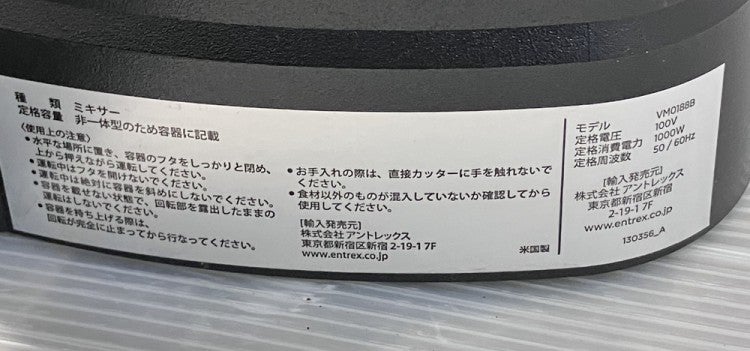 種 類 ミキサー
定格容量 非一体型のため容器に記載
〈使用上の注意〉
●水平な場所に置き、容器のフタをしっかりと閉め、
上から押えながら運転してください。
●運転中はフタを開けないでください。
●運転中は絶対に容器を斜めにしないでください。
●容器を載せない状態で、回転部を露出したままの
運転はしないでください。
●容器を持ち上げる際は、
回転が完全に止まってから行なってください。
●お手入れの際は、直接カッターに手を触れないで
ください。
●食材以外のものが混入していないか確認してから
使用してください。
[輸入発売元]
株式会社 アントレックス
東京都新宿区新宿 2-19-1 7F
www.entrex.co.jp
米国製
モデル VM0188B
定格電圧 100V
定格消費電力 1000W
定格周波数 50 / 60Hz
[輸入発売元]
株式会社 アントレックス
東京都新宿区新宿
2-19-1 7F
www.entrex.co.jp
130356_A